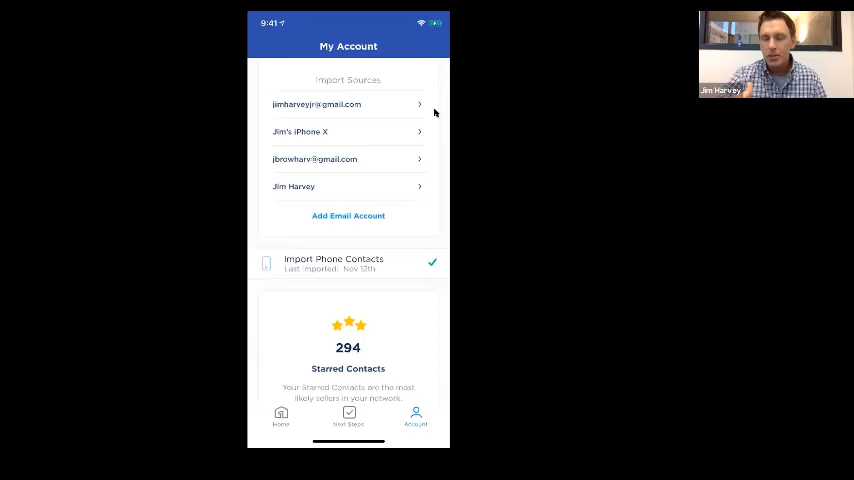 9:41
My Account
Import Sources
jimharveyjr@gmail.com
Jim's iPhone X
jbrowharv@gmail.com
Jim Harvey
Add Email Account
Import Phone Contacts
Last Imported: Nov 12th
294
Starred Contacts
Your Starred Contacts are the most
likely sellers in your network.
Home
Next Steps
Account
Jim Harvey